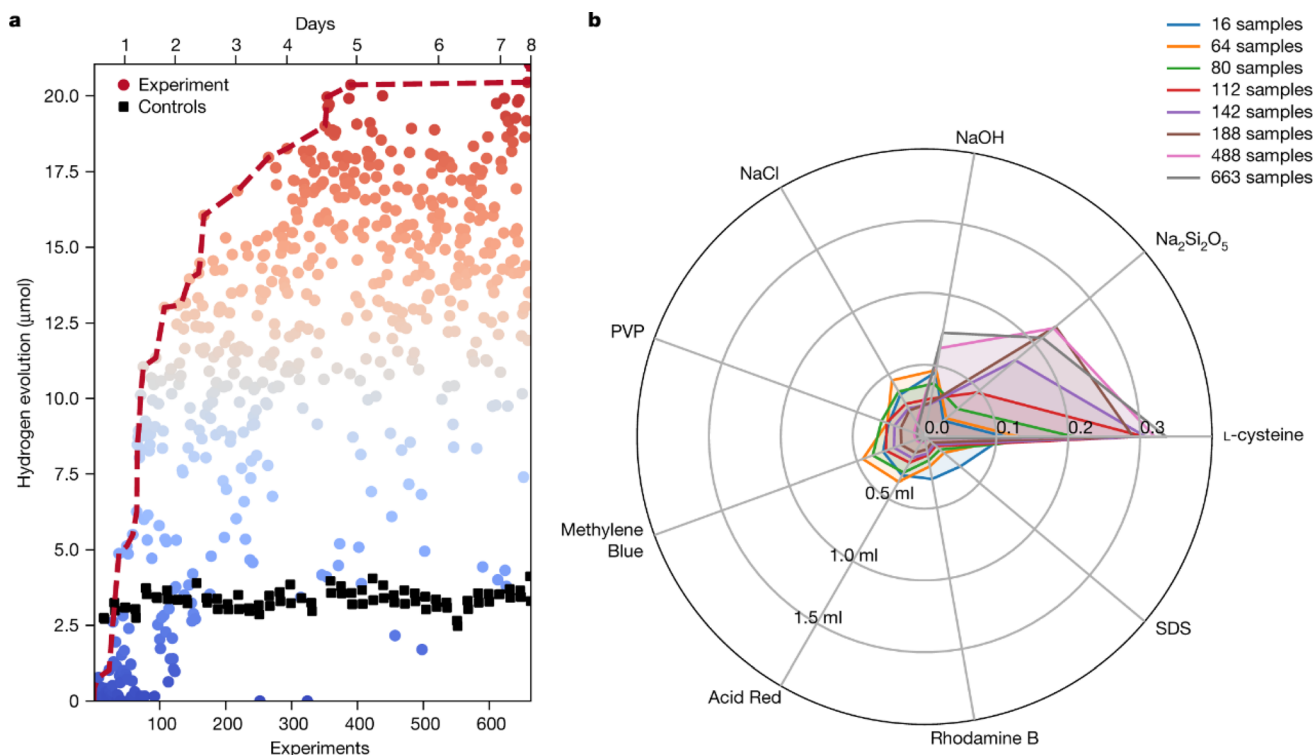 a
Days
1 2 3 4 5 6 7 8
Experiment
Controls
Hydrogen evolution (μmol)
20.0
17.5
15.0
12.5
10.0
7.5
5.0
2.5
0
100 200 300 400 500 600
Experiments
b
16 samples
64 samples
80 samples
112 samples
142 samples
188 samples
488 samples
663 samples
NaOH
NaCl
Na₂Si₂O₅
PVP
0.0 0.1 0.2 0.3
L-cysteine
0.5 ml
Methylene
Blue
1.0 ml
1.5 ml
SDS
Acid Red
Rhodamine B